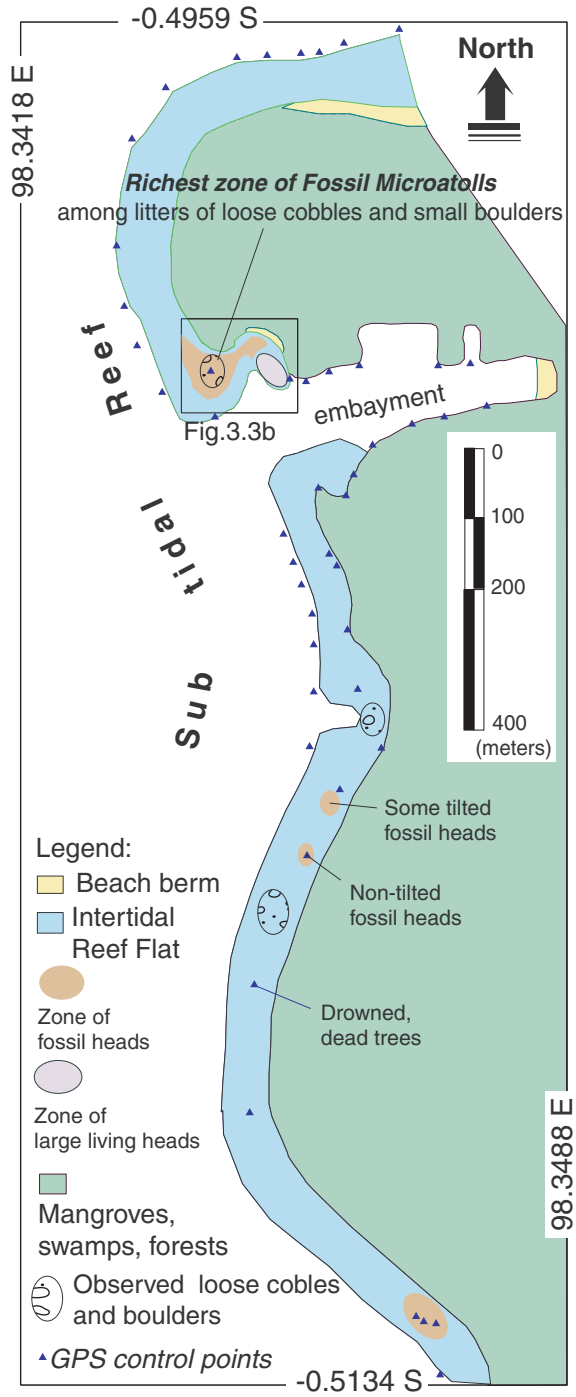 -0.4959 S
98.3418 E
North
Richest zone of Fossil Microatolls
among litters of loose cobbles and small boulders
Reef
Fig.3.3b
embayment
0
100
200
400
(meters)
Sub tidal
Some tilted
fossil heads
Non-tilted
fossil heads
Drowned,
dead trees
Legend:
Beach berm
Intertidal
Reef Flat
Zone of
fossil heads
Zone of
large living heads
Mangroves,
swamps, forests
Observed loose cobles
and boulders
GPS control points
98.3488 E
-0.5134 S